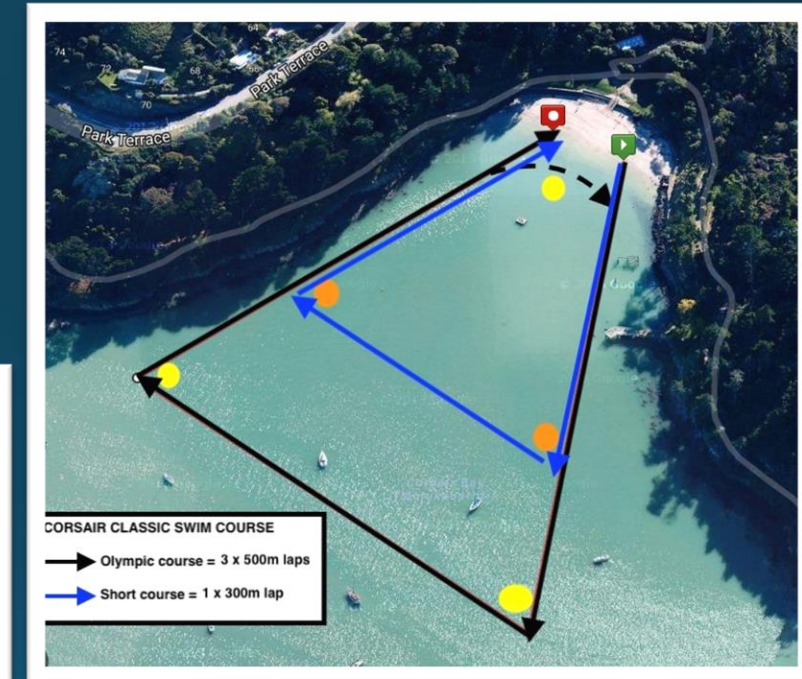 64
74
72
68
66
70
Park Terrace
Park Terrace
CORSAIR CLASSIC SWIM COURSE
Olympic course = 3 x 500m laps
Short course = 1 x 300m lap